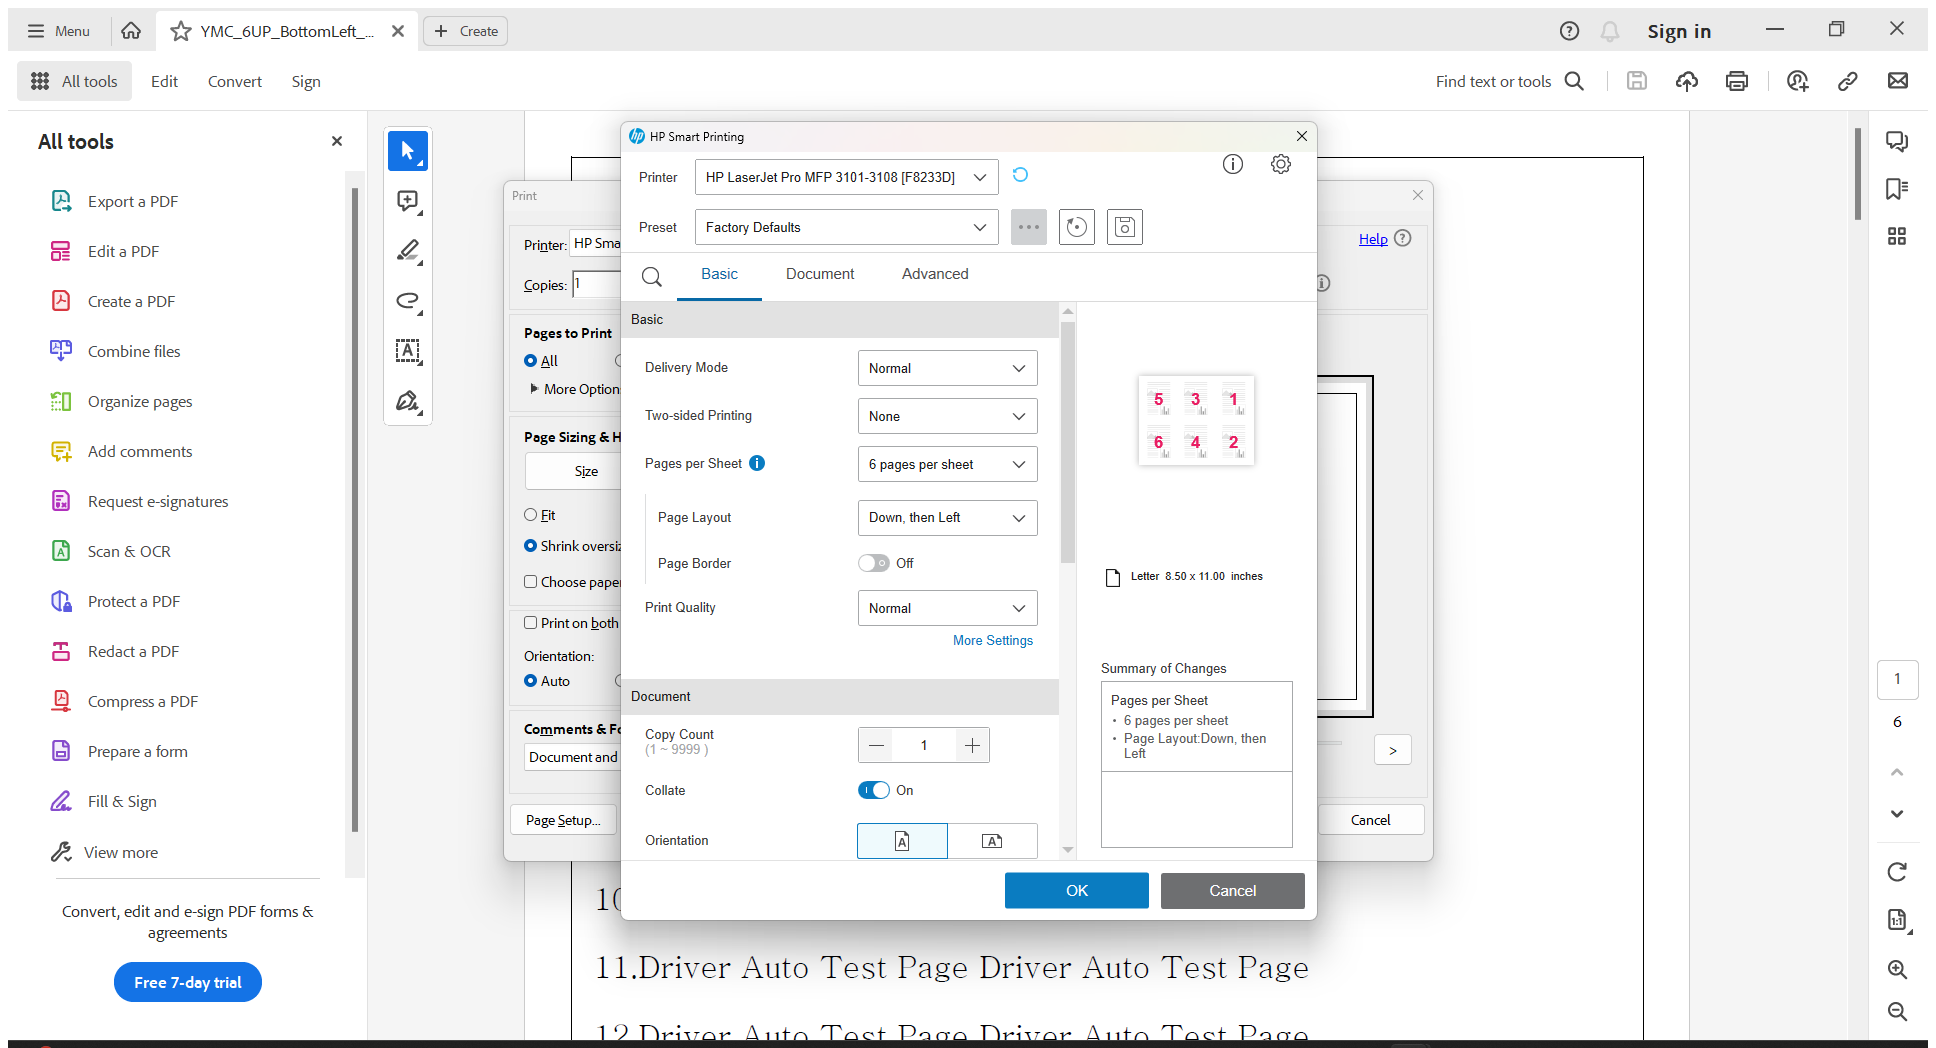 Menu
YMC_6UP_BottomLeft_...
Create
Sign in
All tools
Edit
Convert
Sign
Find text or tools
All tools
Export a PDF
Edit a PDF
Create a PDF
Combine files
Organize pages
Add comments
Request e-signatures
Scan & OCR
Protect a PDF
Redact a PDF
Compress a PDF
Prepare a form
Fill & Sign
View more
Convert, edit and e-sign PDF forms &
agreements
Free 7-day trial
Print
Printer: HP Sma
Copies: 1
Help
Pages to Print
All
More Option
Page Sizing & H
Size
Fit
Shrink oversiz
Choose pape
Print on both
Orientation:
Auto
Comments & Fo
Document and
Page Setup...
>
Cancel
HP Smart Printing
Printer
HP LaserJet Pro MFP 3101-3108 [F8233D]
Preset
Factory Defaults
Basic
Document
Advanced
Basic
Delivery Mode
Normal
Two-sided Printing
None
Pages per Sheet
6 pages per sheet
Page Layout
Down, then Left
Page Border
Off
Print Quality
Normal
More Settings
Document
Copy Count
(1 ~ 9999 )
1
Collate
On
Orientation
5 3 1
6 4 2
Letter 8.50 x 11.00 inches
Summary of Changes
Pages per Sheet
• 6 pages per sheet
• Page Layout:Down, then
Left
OK
Cancel
10
11.Driver Auto Test Page Driver Auto Test Page
12.Driver Auto Test Page Driver Auto Test Page
1
6
1:1